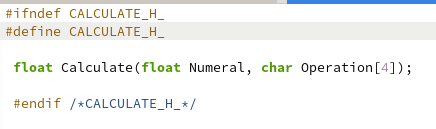 #ifndef CALCULATE_H_
#define CALCULATE_H_
float Calculate(float Numeral, char Operation[4]);
#endif /*CALCULATE_H_*/